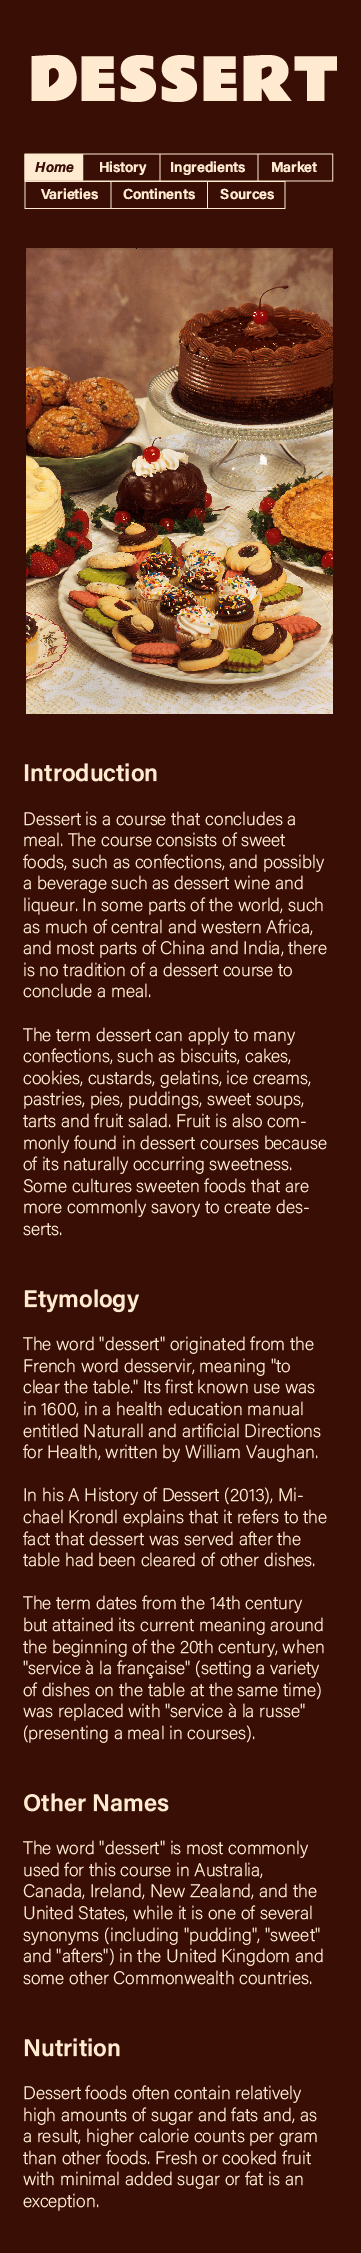 DESSERT
Home History Ingredients Market
Varieties Continents Sources
Introduction
Dessert is a course that concludes a
meal. The course consists of sweet
foods, such as confections, and possibly
a beverage such as dessert wine and
liqueur. In some parts of the world, such
as much of central and western Africa,
and most parts of China and India, there
is no tradition of a dessert course to
conclude a meal.
The term dessert can apply to many
confections, such as biscuits, cakes,
cookies, custards, gelatins, ice creams,
pastries, pies, puddings, sweet soups,
tarts and fruit salad. Fruit is also com-
monly found in dessert courses because
of its naturally occurring sweetness.
Some cultures sweeten foods that are
more commonly savory to create des-
serts.
Etymology
The word "dessert" originated from the
French word desservir, meaning "to
clear the table." Its first known use was
in 1600, in a health education manual
entitled Naturall and artificial Directions
for Health, written by William Vaughan.
In his A History of Dessert (2013), Mi-
chael Krondl explains that it refers to the
fact that dessert was served after the
table had been cleared of other dishes.
The term dates from the 14th century
but attained its current meaning around
the beginning of the 20th century, when
"service à la française" (setting a variety
of dishes on the table at the same time)
was replaced with "service à la russe"
(presenting a meal in courses).
Other Names
The word "dessert" is most commonly
used for this course in Australia,
Canada, Ireland, New Zealand, and the
United States, while it is one of several
synonyms (including "pudding", "sweet"
and "afters") in the United Kingdom and
some other Commonwealth countries.
Nutrition
Dessert foods often contain relatively
high amounts of sugar and fats and, as
a result, higher calorie counts per gram
than other foods. Fresh or cooked fruit
with minimal added sugar or fat is an
exception.